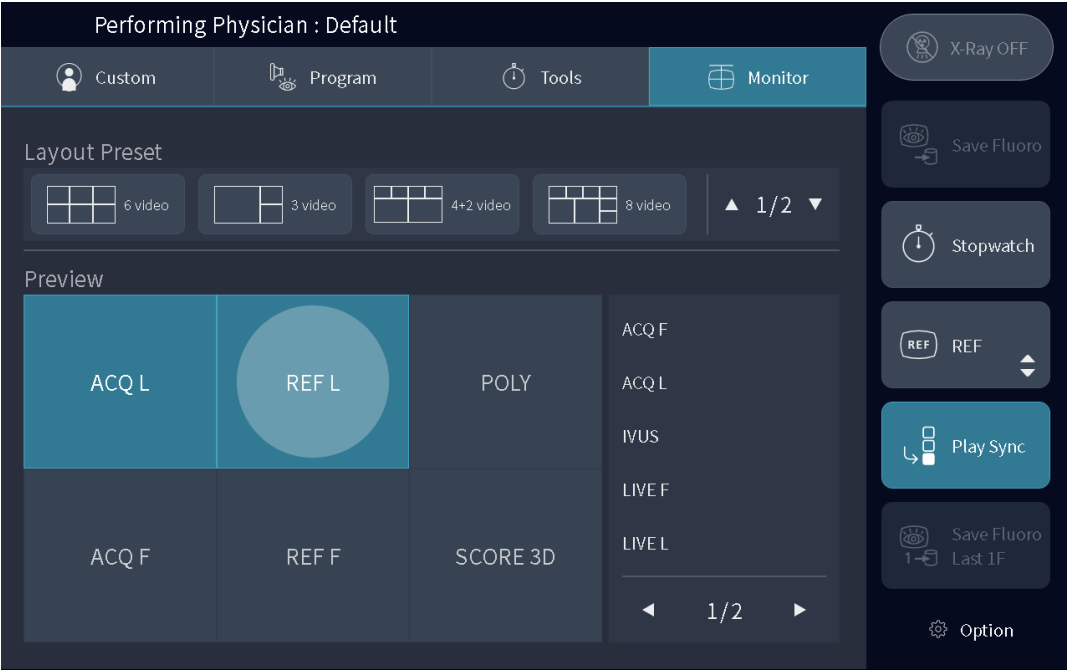 Performing Physician : Default
X-Ray OFF
Custom
Program
Tools
Monitor
Layout Preset
Save Fluoro
6 video
3 video
4+2 video
8 video
▲ 1/2 ▼
Stopwatch
Preview
ACQ L
REF L
POLY
ACQ F
REF F
SCORE 3D
ACQ F
ACQ L
IVUS
LIVE F
LIVE L
◀ 1/2 ▶
REF
REF
Play Sync
Save Fluoro
1→ Last 1F
Option